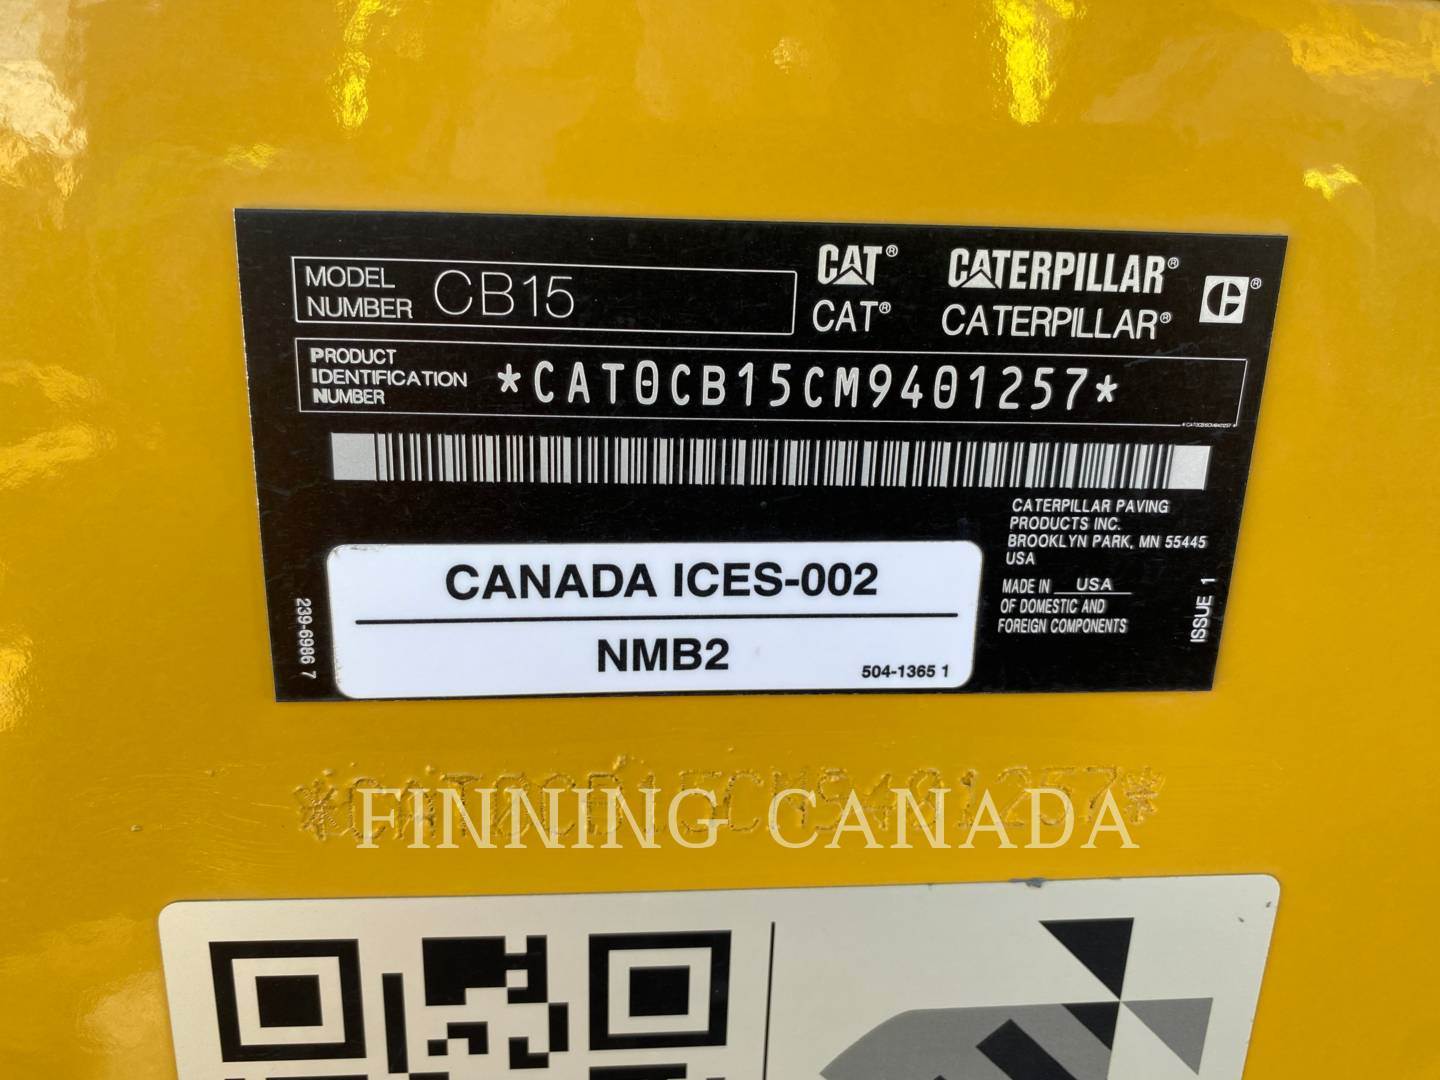 MODEL NUMBER CB15
CAT® CATERPILLAR®
CAT® CATERPILLAR®
PRODUCT
IDENTIFICATION
NUMBER
*CAT0CB15CM9401257*
*CAT0CB15CM9401257*
CATERPILLAR PAVING
PRODUCTS INC.
BROOKLYN PARK, MN 55445
USA
MADE IN USA
OF DOMESTIC AND
FOREIGN COMPONENTS
ISSUE 1
239-6986 7
CANADA ICES-002
NMB2
504-1365 1
*CAT0CB15CM9401257*
FINNING CANADA